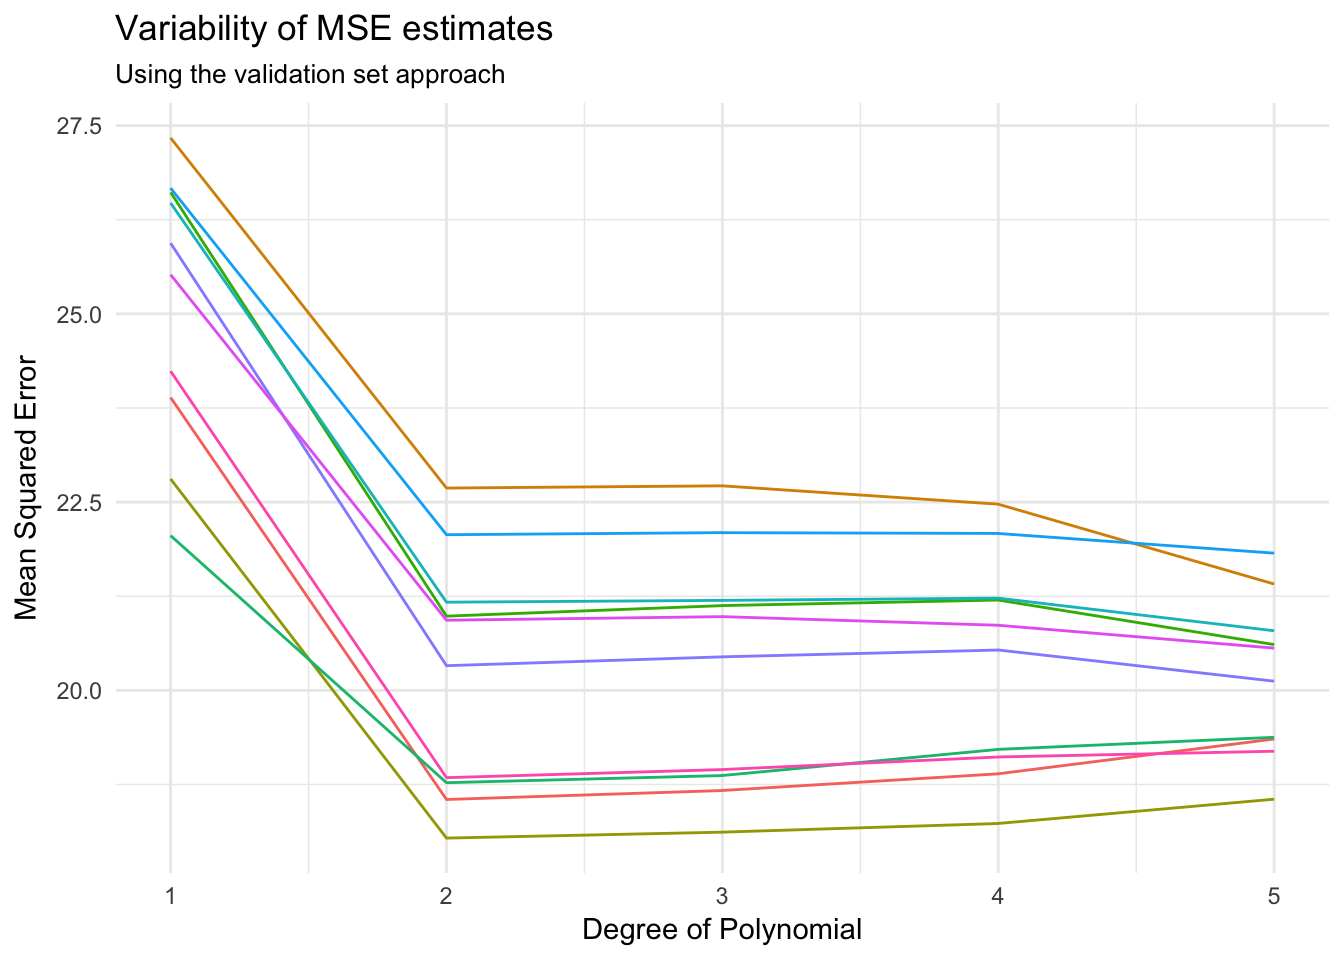 Variability of MSE estimates
Using the validation set approach
27.5
25.0
22.5
20.0
Mean Squared Error
1 2 3 4 5
Degree of Polynomial